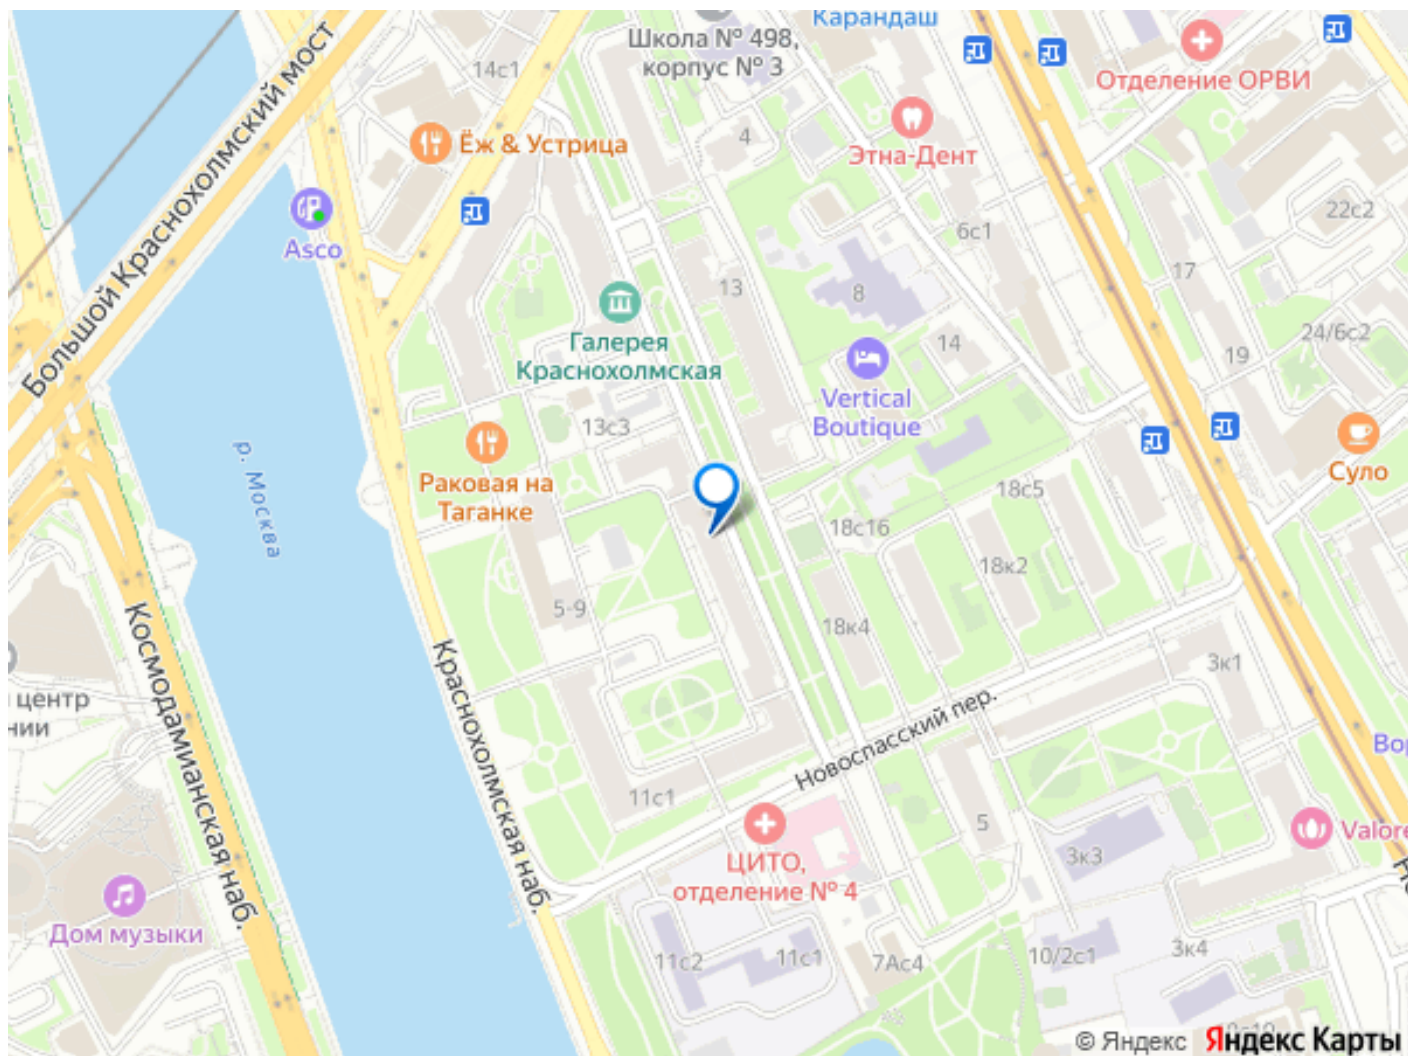 Карандаш
Школа № 498,
корпус № 3
Отделение ОРВИ
14с1
Большой Краснохолмский мост
Ёж & Устрица
4
Этна-Дент
Asco
6с1
22с2
17
13
8
Галерея
Краснохолмская
14
24/6с2
19
Vertical
Boutique
13с3
р. Москва
Раковая на
Таганке
Суло
18с5
18с16
18к2
5-9
18к4
Космодамианская наб.
Краснохолмская наб.
3к1
центр
нии
Новоспасский пер.
11с1
5
Valore
3к3
ЦИТО,
отделение № 4
Дом музыки
11с2
11с1
7Ас4
10/2с1
3к4
© Яндекс
Яндекс Карты